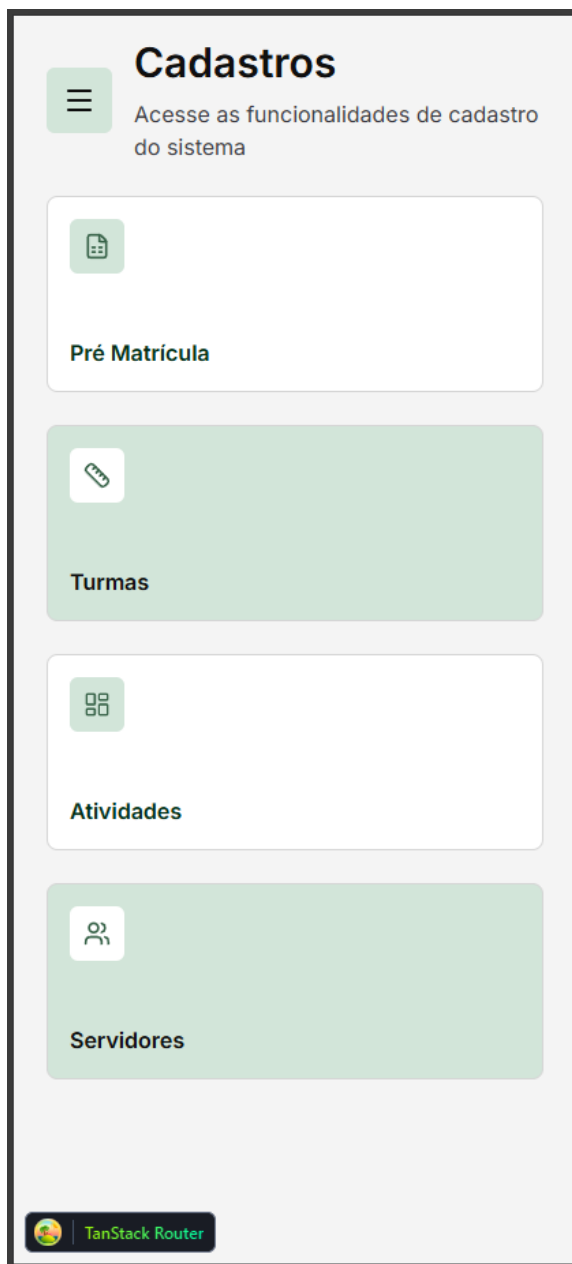 Cadastros
Acesse as funcionalidades de cadastro
do sistema
Pré Matrícula
Turmas
Atividades
Servidores
TanStack Router